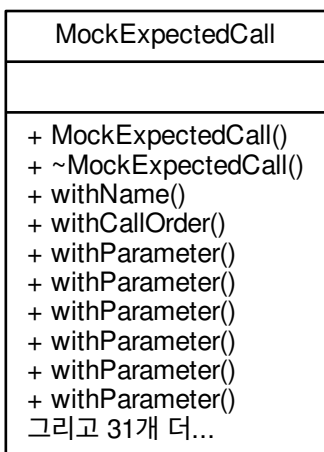 MockExpectedCall
+ MockExpectedCall()
+ ~MockExpectedCall()
+ withName()
+ withCallOrder()
+ withParameter()
+ withParameter()
+ withParameter()
+ withParameter()
+ withParameter()
+ withParameter()
그리고 31개 더...